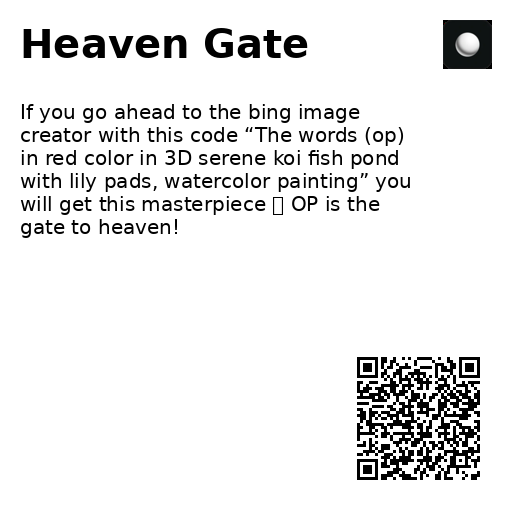 Heaven Gate
If you go ahead to the bing image
creator with this code “The words (op)
in red color in 3D serene koi fish pond
with lily pads, watercolor painting” you
will get this masterpiece ▯ OP is the
gate to heaven!